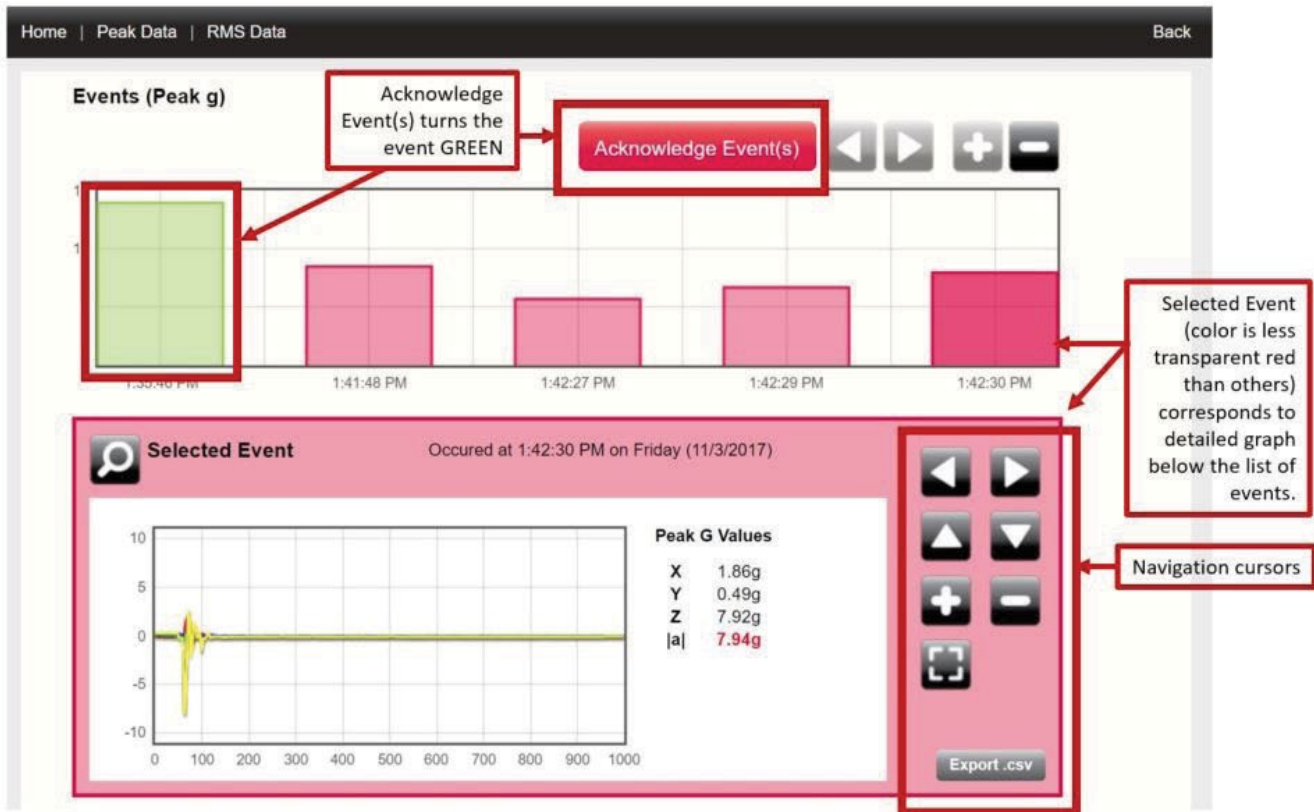 Home | Peak Data | RMS Data
Back
Events (Peak g)
Acknowledge
Event(s) turns the
event GREEN
Acknowledge Event(s)
1:41:48 PM
1:42:27 PM
1:42:29 PM
1:42:30 PM
Selected Event
(color is less
transparent red
than others)
corresponds to
detailed graph
below the list of
events.
Selected Event
Occured at 1:42:30 PM on Friday (11/3/2017)
Peak G Values
X 1.86g
Y 0.49g
Z 7.92g
|a| 7.94g
10
5
0
-5
-10
0 100 200 300 400 500 600 700 800 900 1000
Navigation cursors
Export .csv